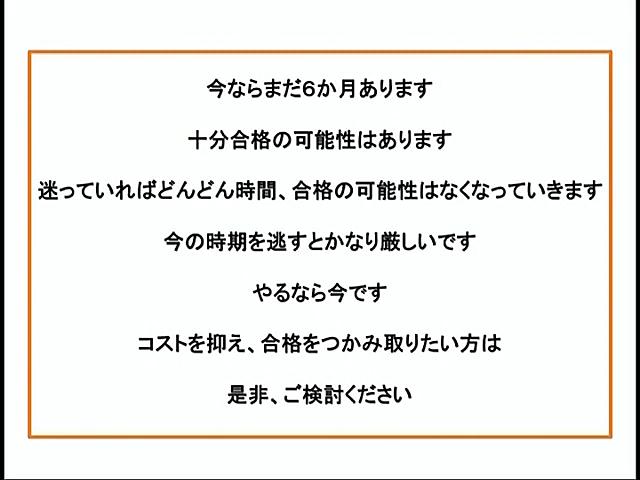 今ならまだ６か月あります
十分合格の可能性はあります
迷っていればどんどん時間、合格の可能性はなくなっていきます
今の時期を逃すとかなり厳しいです
やるなら今です
コストを抑え、合格をつかみ取りたい方は
是非、ご検討ください